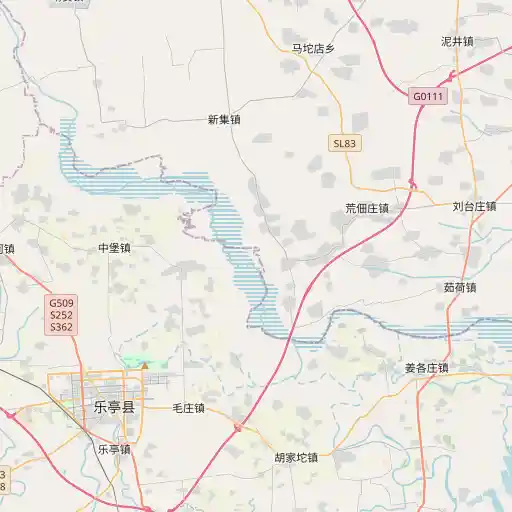 马坨店乡
泥井镇
G0111
新集镇
SL83
荒佃庄镇
刘台庄镇
中堡镇
茹荷镇
G509
S252
S362
姜各庄镇
乐亭县
毛庄镇
乐亭镇
胡家坨镇